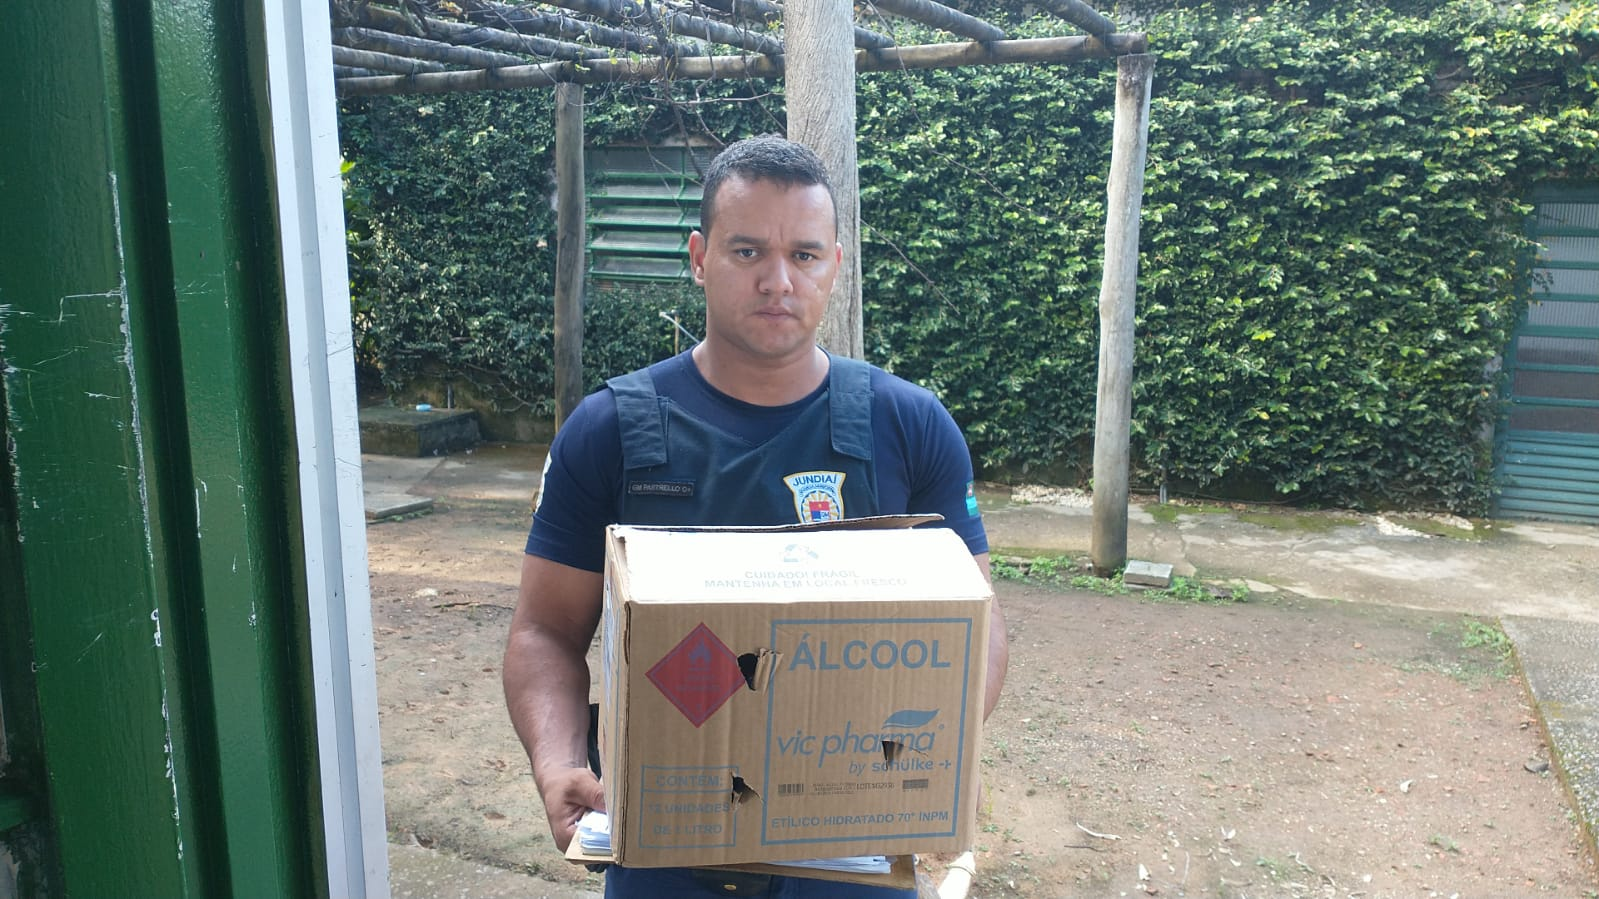 GM PASTRELLO O+
JUNDIAÍ
GM
CUIDADO! FRÁGIL
MANTENHA EM LOCAL FRESCO
ÁLCOOL
vic pharma
by schülke
CONTÉM:
12 UNIDADES
DE 1 LITRO
ETÍLICO HIDRATADO 70° INPM